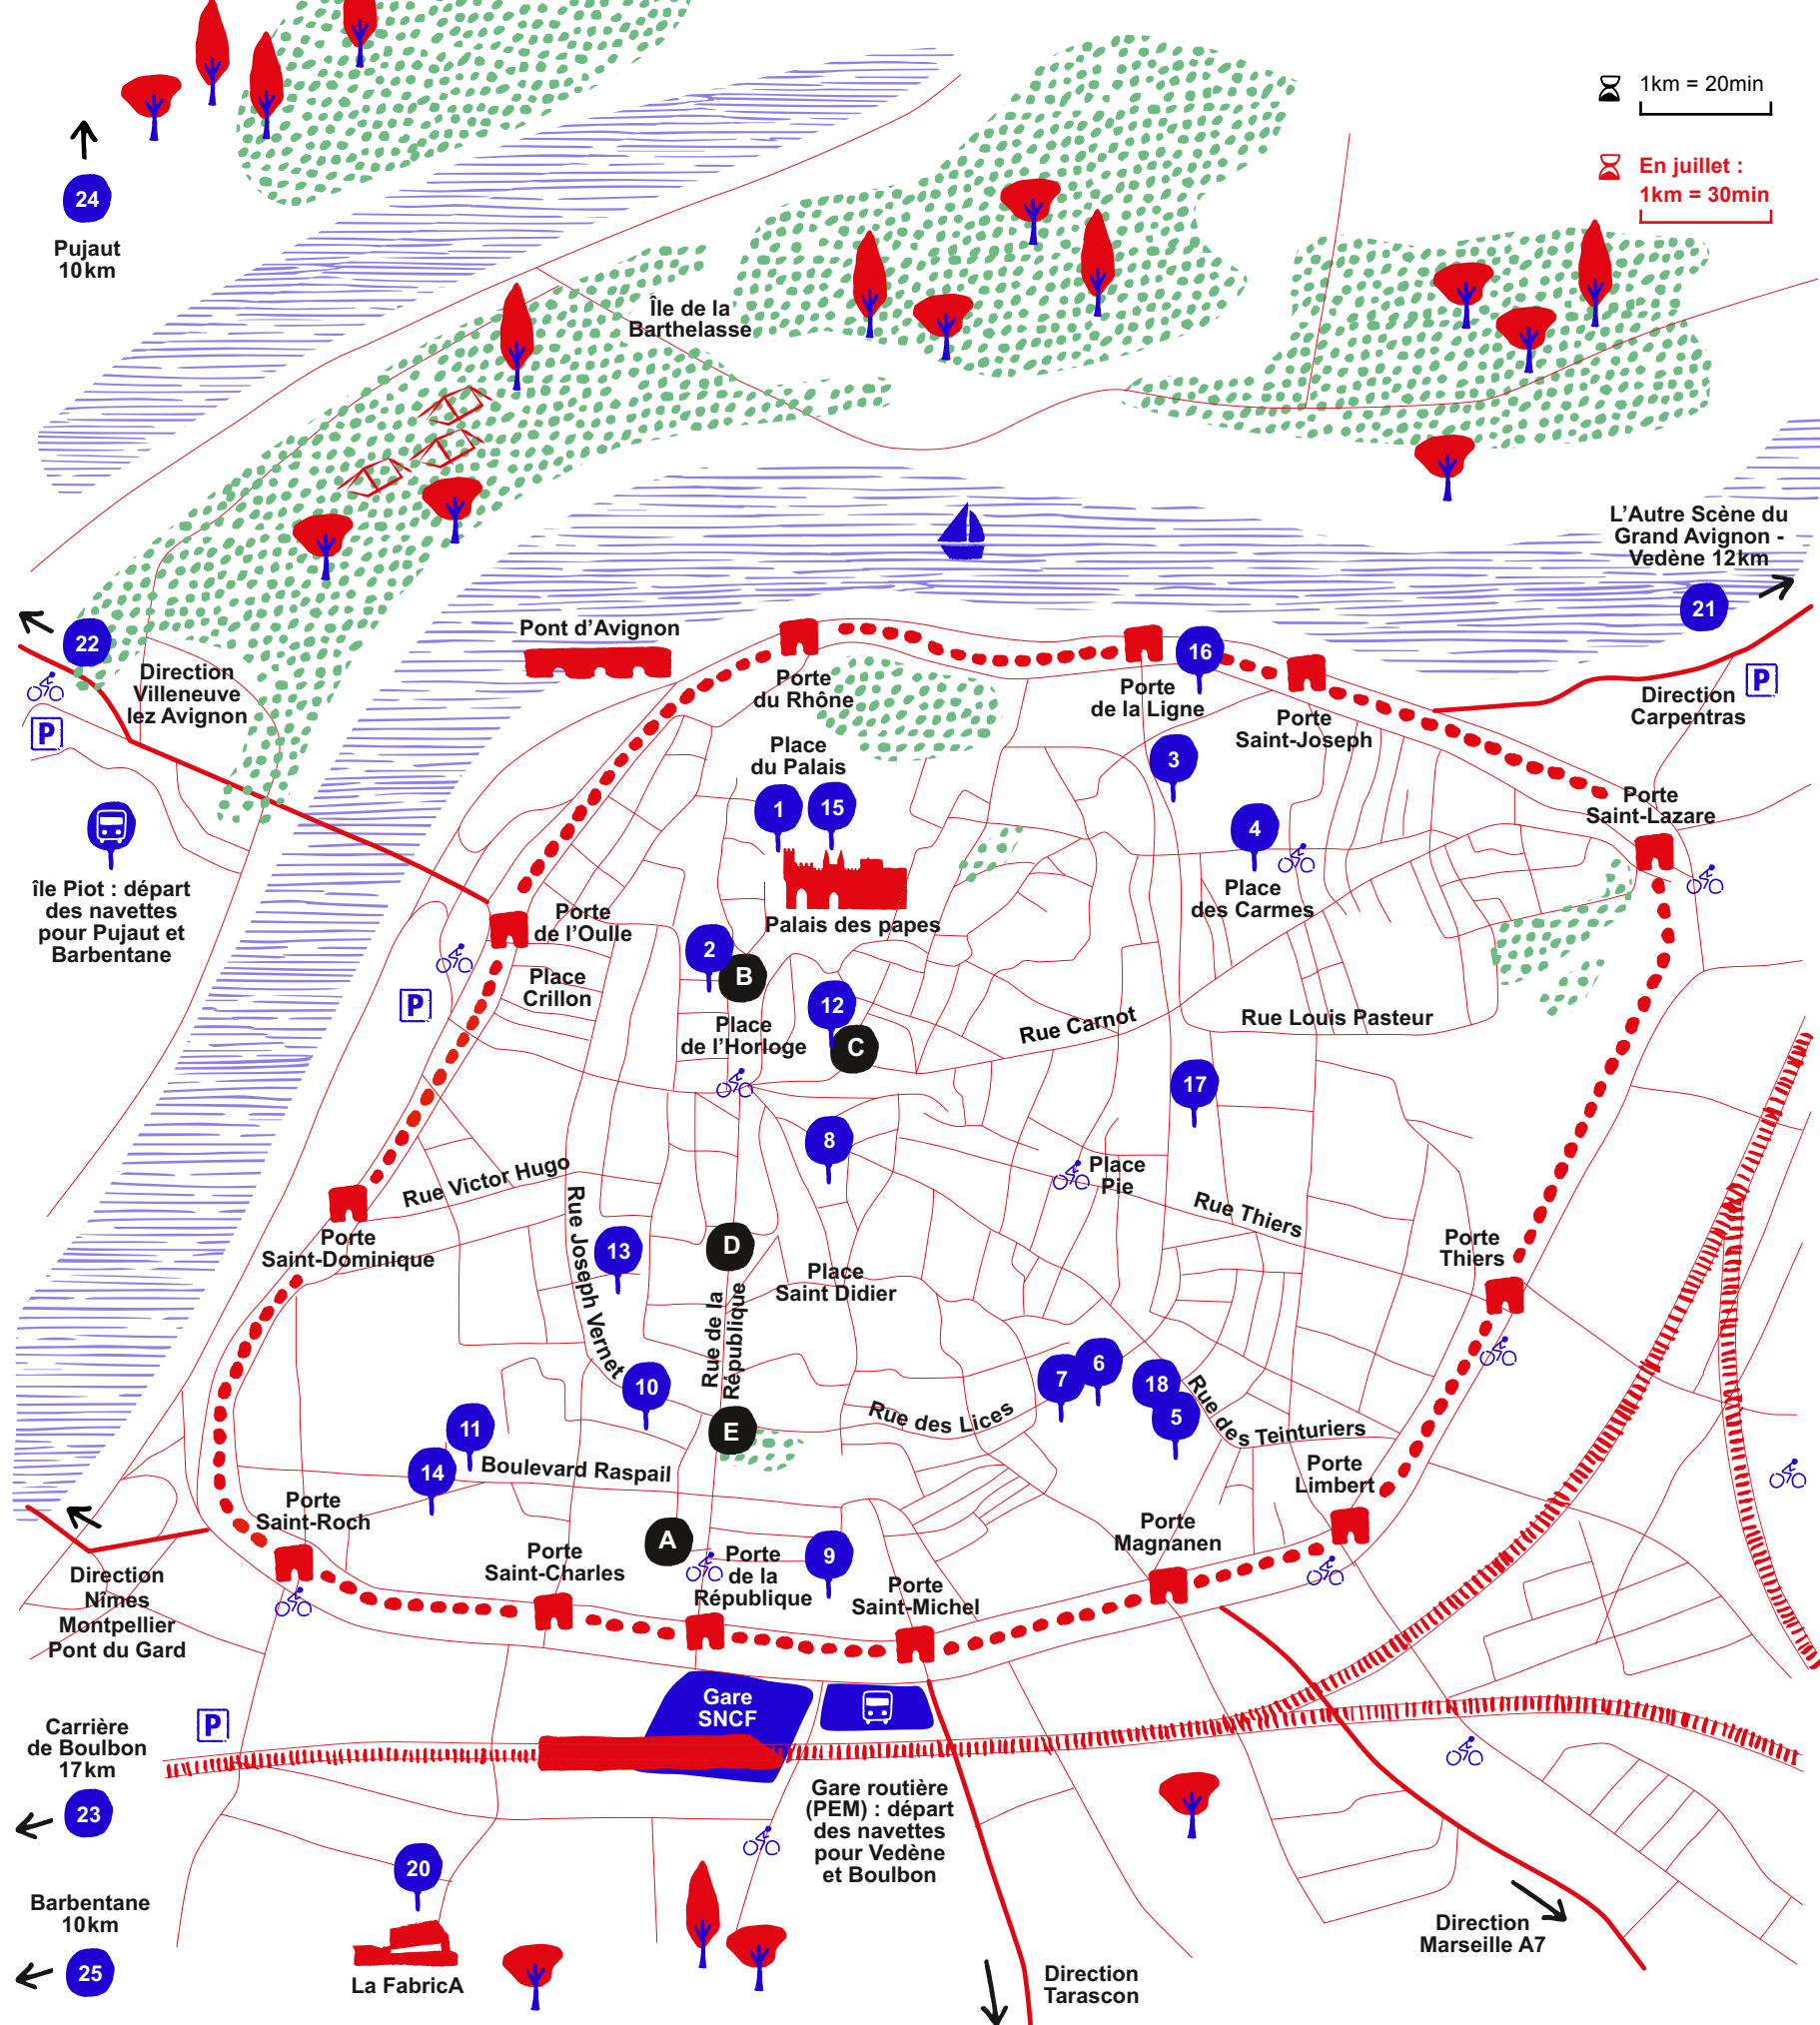 1km = 20min
En juillet :
1km = 30min
24
Pujaut
10km
Île de la
Barthelasse
L'Autre Scène du
Grand Avignon -
Vedène 12km
21
22
Direction
Villeneuve
lez Avignon
P
Pont d'Avignon
Porte
du Rhône
Porte
de la Ligne
16
Porte
Saint-Joseph
Direction
Carpentras
P
Place
du Palais
1
15
3
4
Porte
Saint-Lazare
île Piot : départ
des navettes
pour Pujaut et
Barbentane
Place
des Carmes
Palais des papes
Porte
de l'Oulle
2
B
Place
Crillon
P
12
C
Place
de l'Horloge
Rue Carnot
Rue Louis Pasteur
17
8
Place
Pie
Rue Victor Hugo
Rue Thiers
Porte
Saint-Dominique
Rue Joseph Vernet
13
D
Place
Saint Didier
Porte
Thiers
Rue de la
République
10
7
6
18
5
Rue des Lices
Rue des Teinturiers
E
11
14
Boulevard Raspail
Porte
Limbert
Porte
Saint-Roch
Porte
Magnanen
A
Porte
Saint-Charles
Porte
de la
République
9
Porte
Saint-Michel
Direction
Nîmes
Montpellier
Pont du Gard
Gare
SNCF
P
Carrière
de Boulbon
17km
23
Gare routière
(PEM) : départ
des navettes
pour Vedène
et Boulbon
20
La FabricA
Barbentane
10km
25
Direction
Marseille A7
Direction
Tarascon